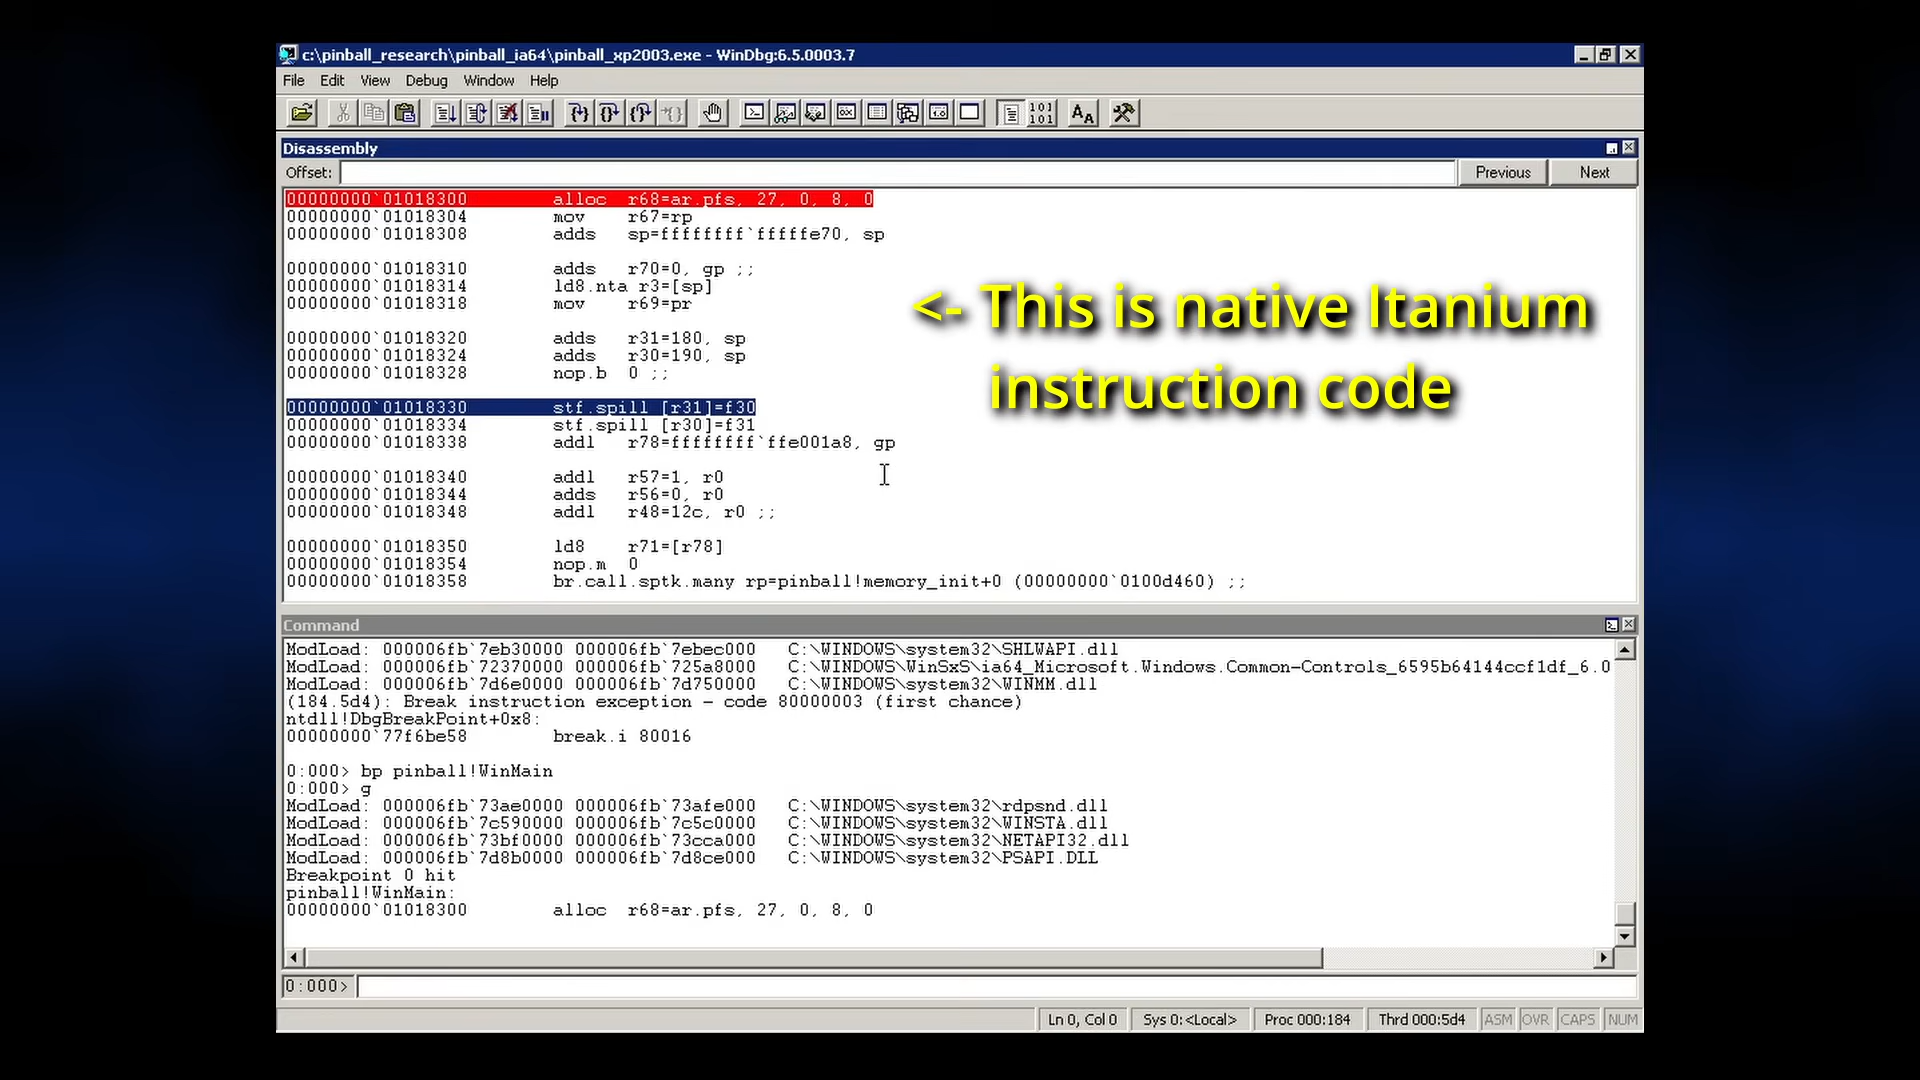 c:\pinball_research\pinball_ia64\pinball_xp2003.exe - WinDbg:6.5.0003.7
File Edit View Debug Window Help
101
101
AA
Disassembly
Offset: Previous Next
00000000`01018300 alloc r68=ar.pfs, 27, 0, 8, 0
00000000`01018304 mov r67=rp
00000000`01018308 adds sp=ffffffff`fffffe70, sp
00000000`01018310 adds r70=0, gp ;;
00000000`01018314 ld8.nta r3=[sp]
00000000`01018318 mov r69=pr
00000000`01018320 adds r31=180, sp
00000000`01018324 adds r30=190, sp
00000000`01018328 nop.b 0 ;;
00000000`01018330 stf.spill [r31]=f30
00000000`01018334 stf.spill [r30]=f31
00000000`01018338 addl r78=ffffffff`ffe001a8, gp
00000000`01018340 addl r57=1, r0
00000000`01018344 adds r56=0, r0
00000000`01018348 addl r48=12c, r0 ;;
00000000`01018350 ld8 r71=[r78]
00000000`01018354 nop.m 0
00000000`01018358 br.call.sptk.many rp=pinball!memory_init+0 (00000000`0100d460) ;;
<- This is native Itanium
instruction code
Command
ModLoad: 000006fb`7eb30000 000006fb`7ebec000 C:\WINDOWS\system32\SHLWAPI.dll
ModLoad: 000006fb`72370000 000006fb`725a8000 C:\WINDOWS\WinSxS\ia64_Microsoft.Windows.Common-Controls_6595b64144ccf1df_6.0
ModLoad: 000006fb`7d6e0000 000006fb`7d750000 C:\WINDOWS\system32\WINMM.dll
(184.5d4): Break instruction exception - code 80000003 (first chance)
ntdll!DbgBreakPoint+0x8:
00000000`77f6be58 break.i 80016
0:000> bp pinball!WinMain
0:000> g
ModLoad: 000006fb`73ae0000 000006fb`73afe000 C:\WINDOWS\system32\rdpsnd.dll
ModLoad: 000006fb`7c590000 000006fb`7c5c0000 C:\WINDOWS\system32\WINSTA.dll
ModLoad: 000006fb`73bf0000 000006fb`73cca000 C:\WINDOWS\system32\NETAPI32.dll
ModLoad: 000006fb`7d8b0000 000006fb`7d8ce000 C:\WINDOWS\system32\PSAPI.DLL
Breakpoint 0 hit
pinball!WinMain:
00000000`01018300 alloc r68=ar.pfs, 27, 0, 8, 0
0:000>
Ln 0, Col 0 Sys 0:<Local> Proc 000:184 Thrd 000:5d4 ASM OVR CAPS NUM